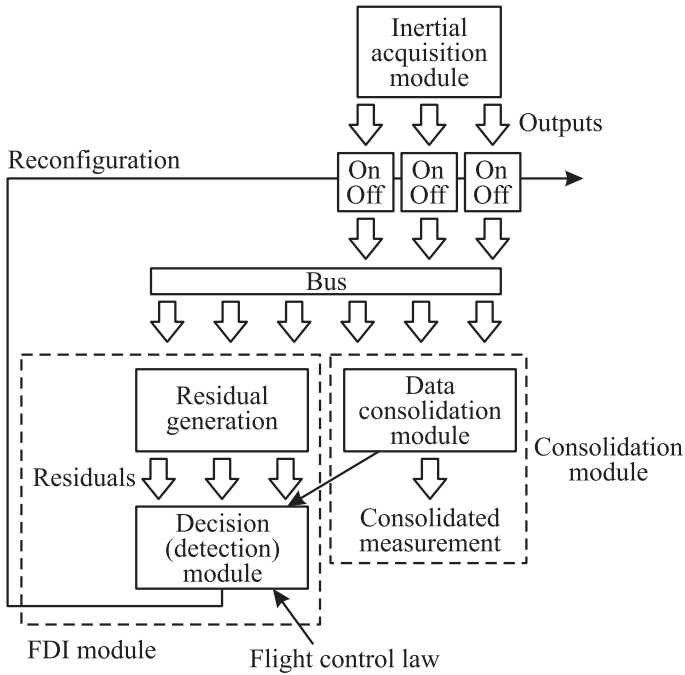 Inertial
acquisition
module
Outputs
Reconfiguration
On
Off
On
Off
On
Off
Bus
Residual
generation
Data
consolidation
module
Consolidation
module
Residuals
Decision
(detection)
module
Consolidated
measurement
FDI module
Flight control law